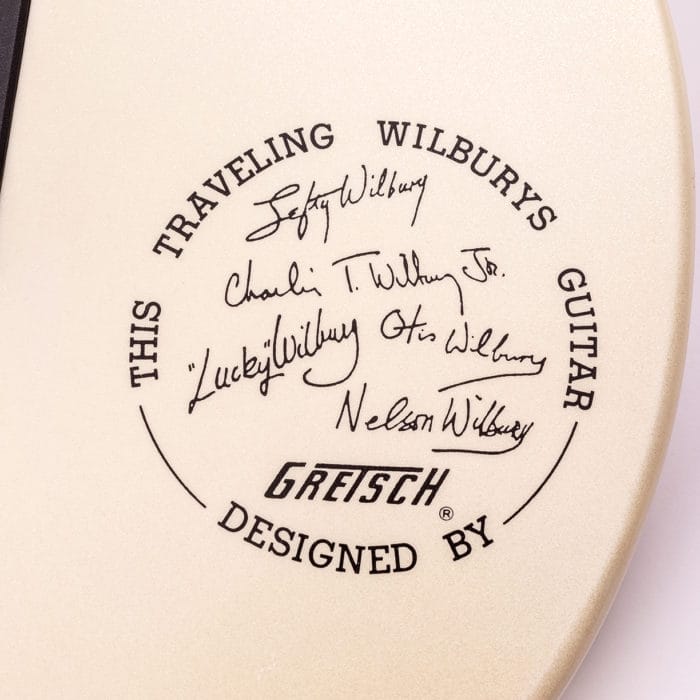 THIS TRAVELING WILBURYS GUITAR
Lefty Wilbury
Charlie T. Wilbury Jr.
"Lucky" Wilbury Otis Wilbury
Nelson Wilbury
GRETSCH®
DESIGNED BY